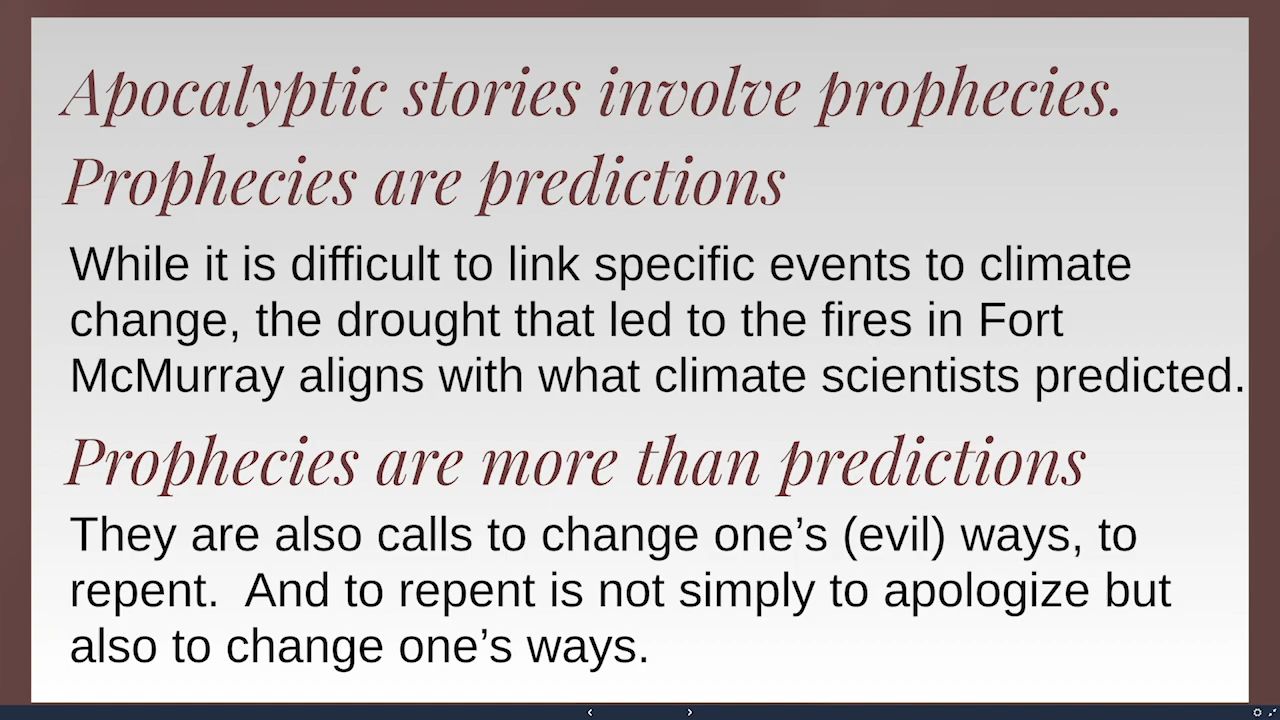 Apocalyptic stories involve prophecies.
Prophecies are predictions
While it is difficult to link specific events to climate
change, the drought that led to the fires in Fort
McMurray aligns with what climate scientists predicted.
Prophecies are more than predictions
They are also calls to change one’s (evil) ways, to
repent.  And to repent is not simply to apologize but
also to change one’s ways.